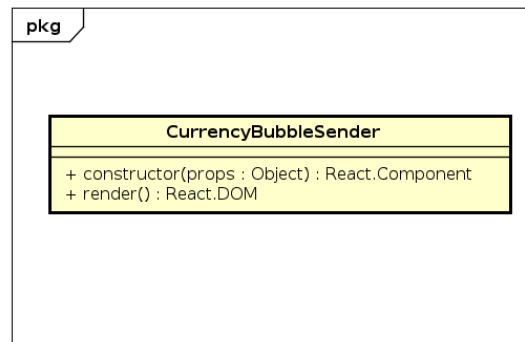 pkg
CurrencyBubbleSender
+ constructor(props : Object) : React.Component
+ render() : React.DOM